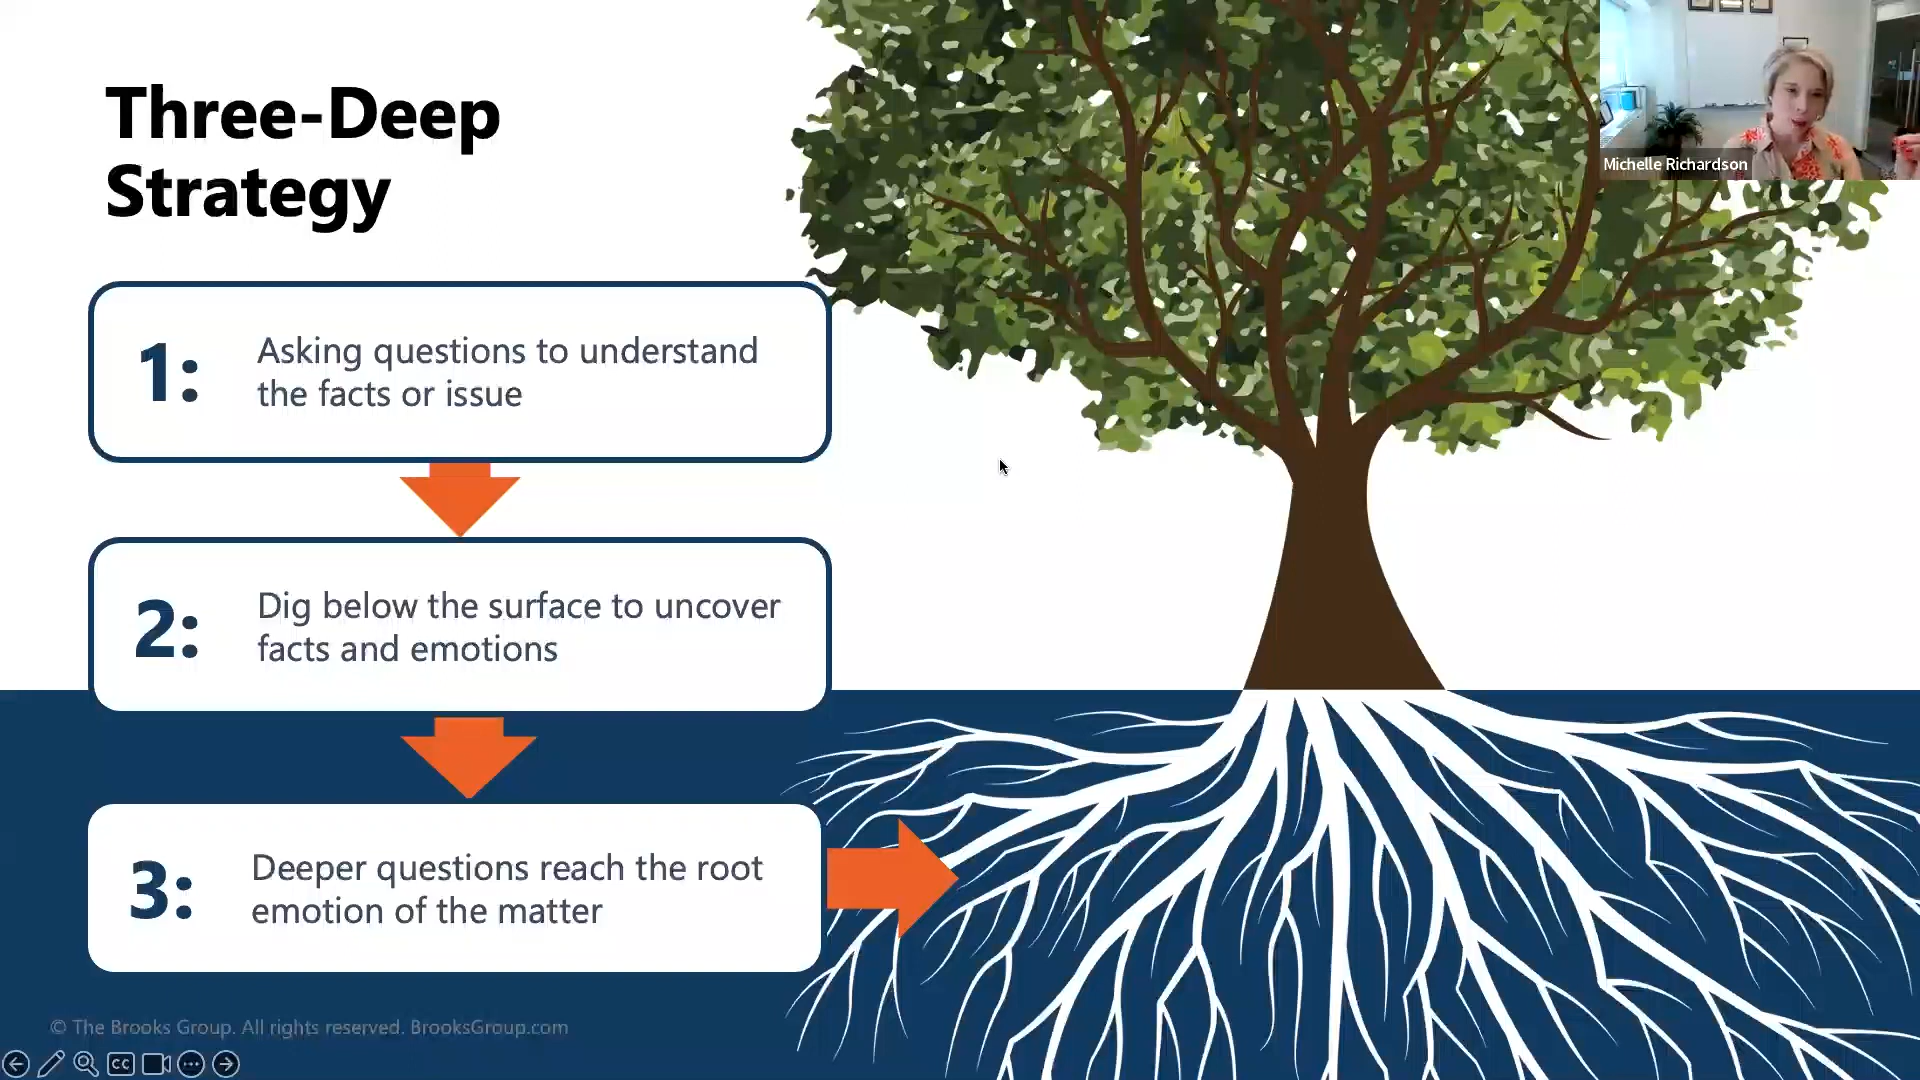 Three-Deep
Strategy
1:
Asking questions to understand
the facts or issue
2:
Dig below the surface to uncover
facts and emotions
3:
Deeper questions reach the root
emotion of the matter
© The Brooks Group. All rights reserved. BrooksGroup.com
CC
Michelle Richardson